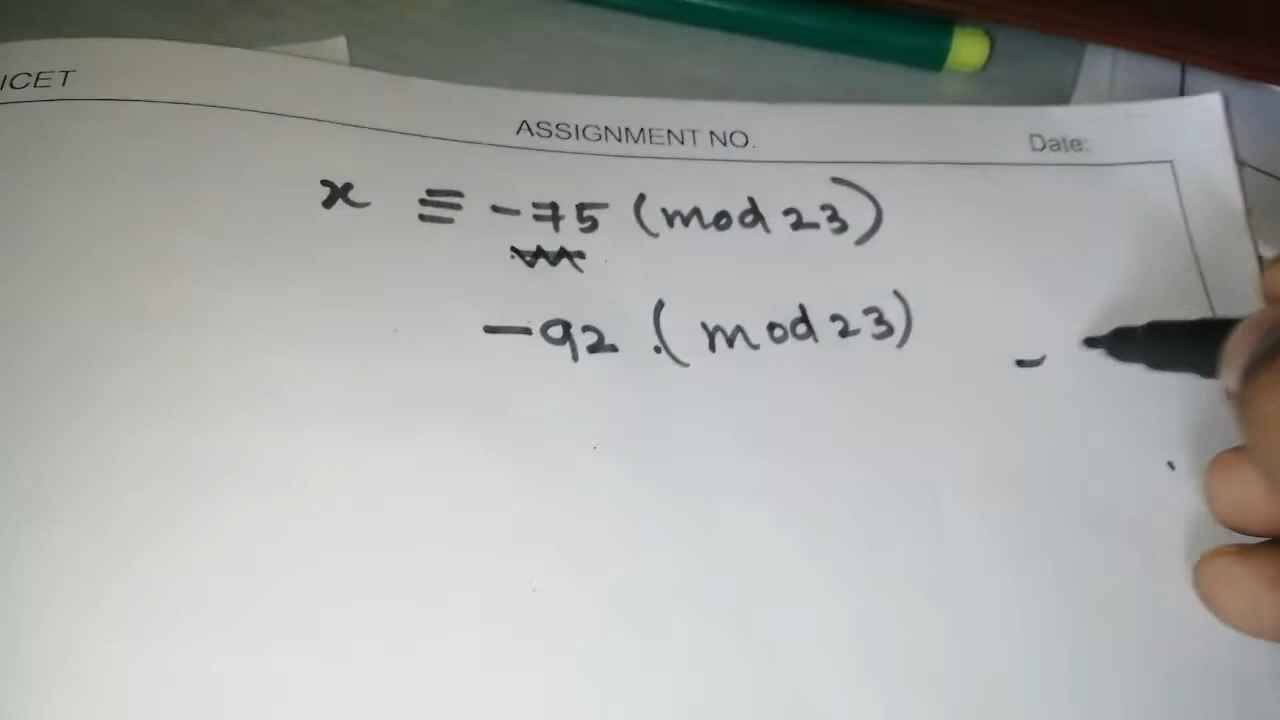 ICET
ASSIGNMENT NO.
Date:
x ≡ -75 (mod 23)
-92 (mod 23)
-